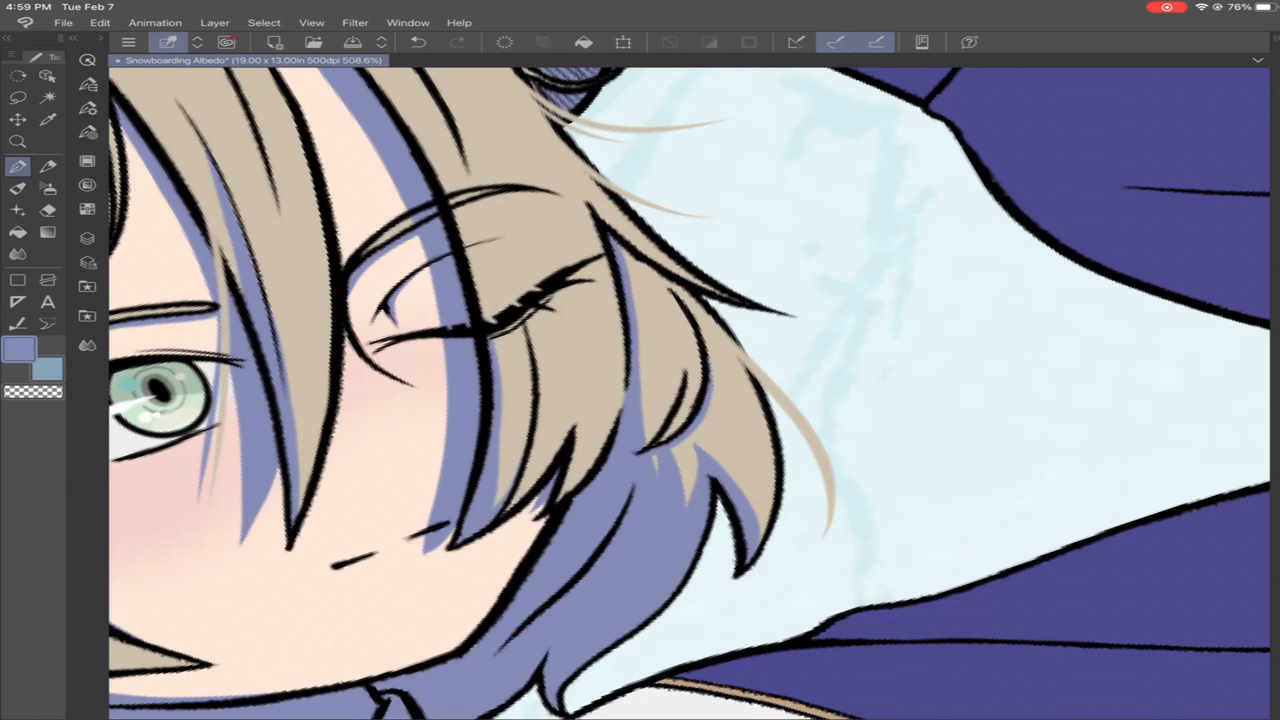 4:59 PM Tue Feb 7
76%
File Edit Animation Layer Select View Filter Window Help
To
Snowboarding Albedo* (19.00 x 13.00in 500dpi 508.6%)